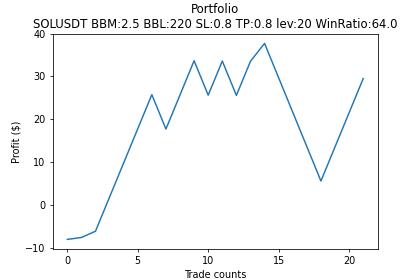 Portfolio
SOLUSDT BBM:2.5 BBL:220 SL:0.8 TP:0.8 lev:20 WinRatio:64.0
40
30
20
10
0
−10
Profit ($)
0 5 10 15 20
Trade counts